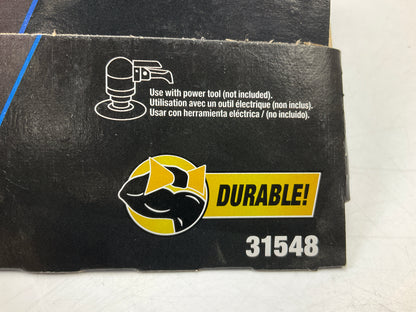 Use with power tool (not included).
Utilisation avec un outil électrique (non inclus).
Usar con herramienta eléctrica / (no incluido).
DURABLE!
31548